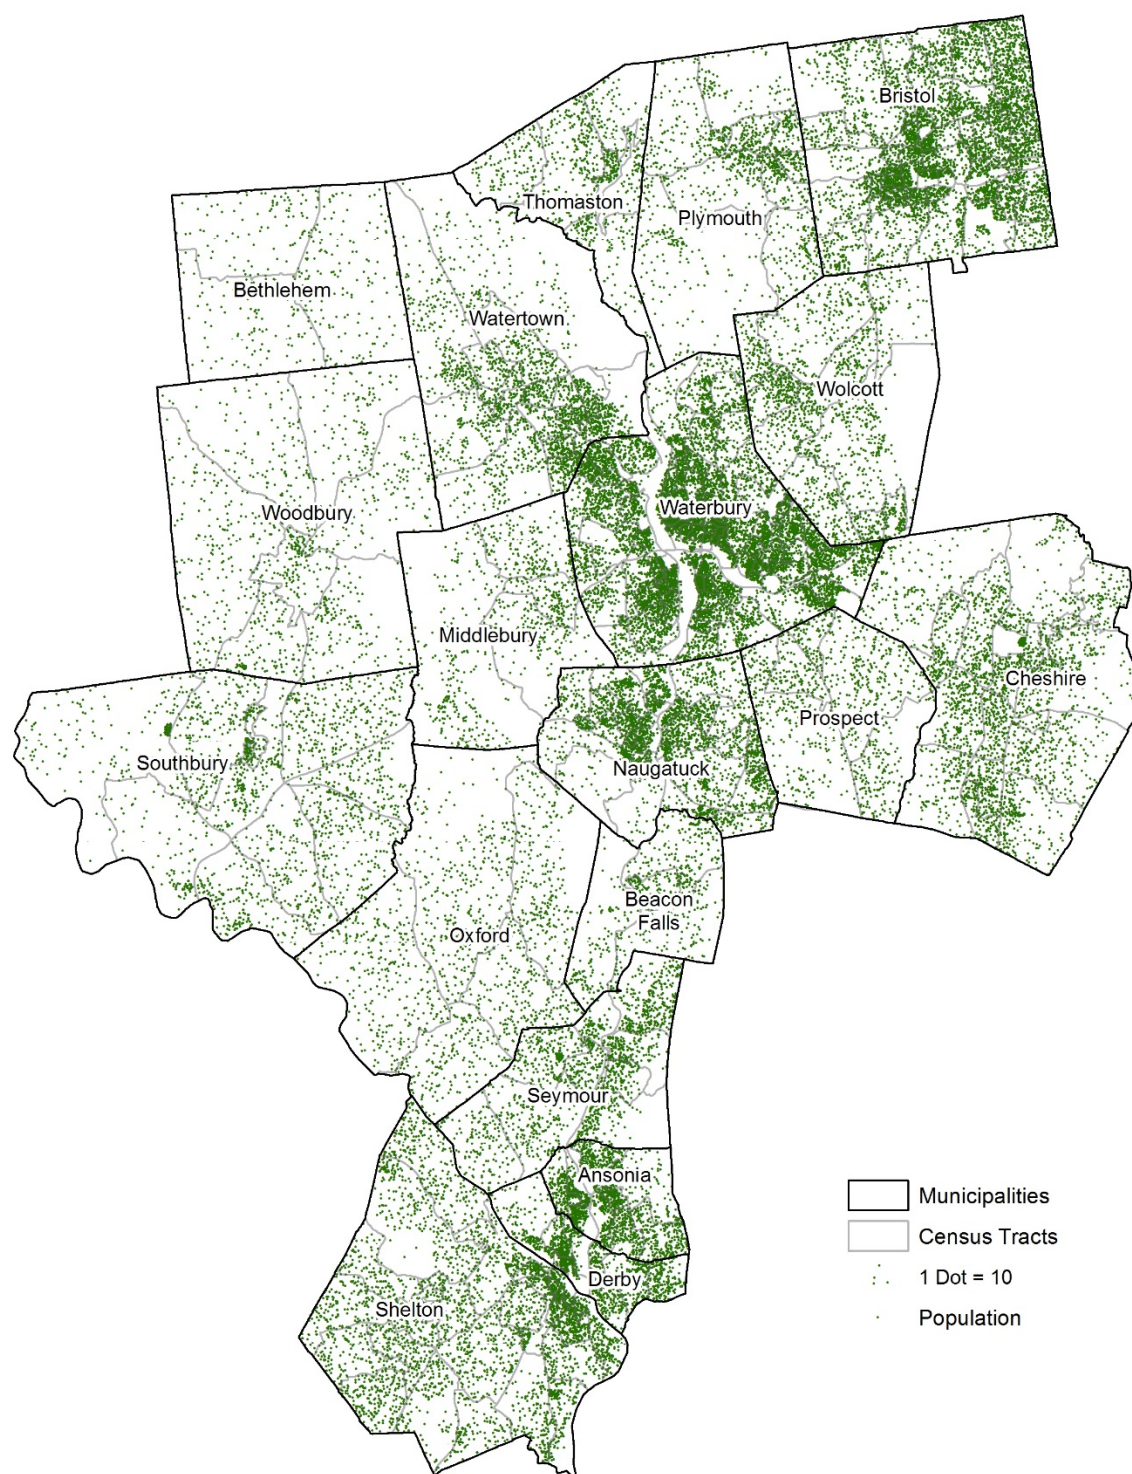 Bristol
Thomaston
Plymouth
Bethlehem
Watertown
Wolcott
Waterbury
Woodbury
Middlebury
Cheshire
Prospect
Southbury
Naugatuck
Beacon
Falls
Oxford
Seymour
Ansonia
Derby
Shelton
Municipalities
Census Tracts
1 Dot = 10
Population